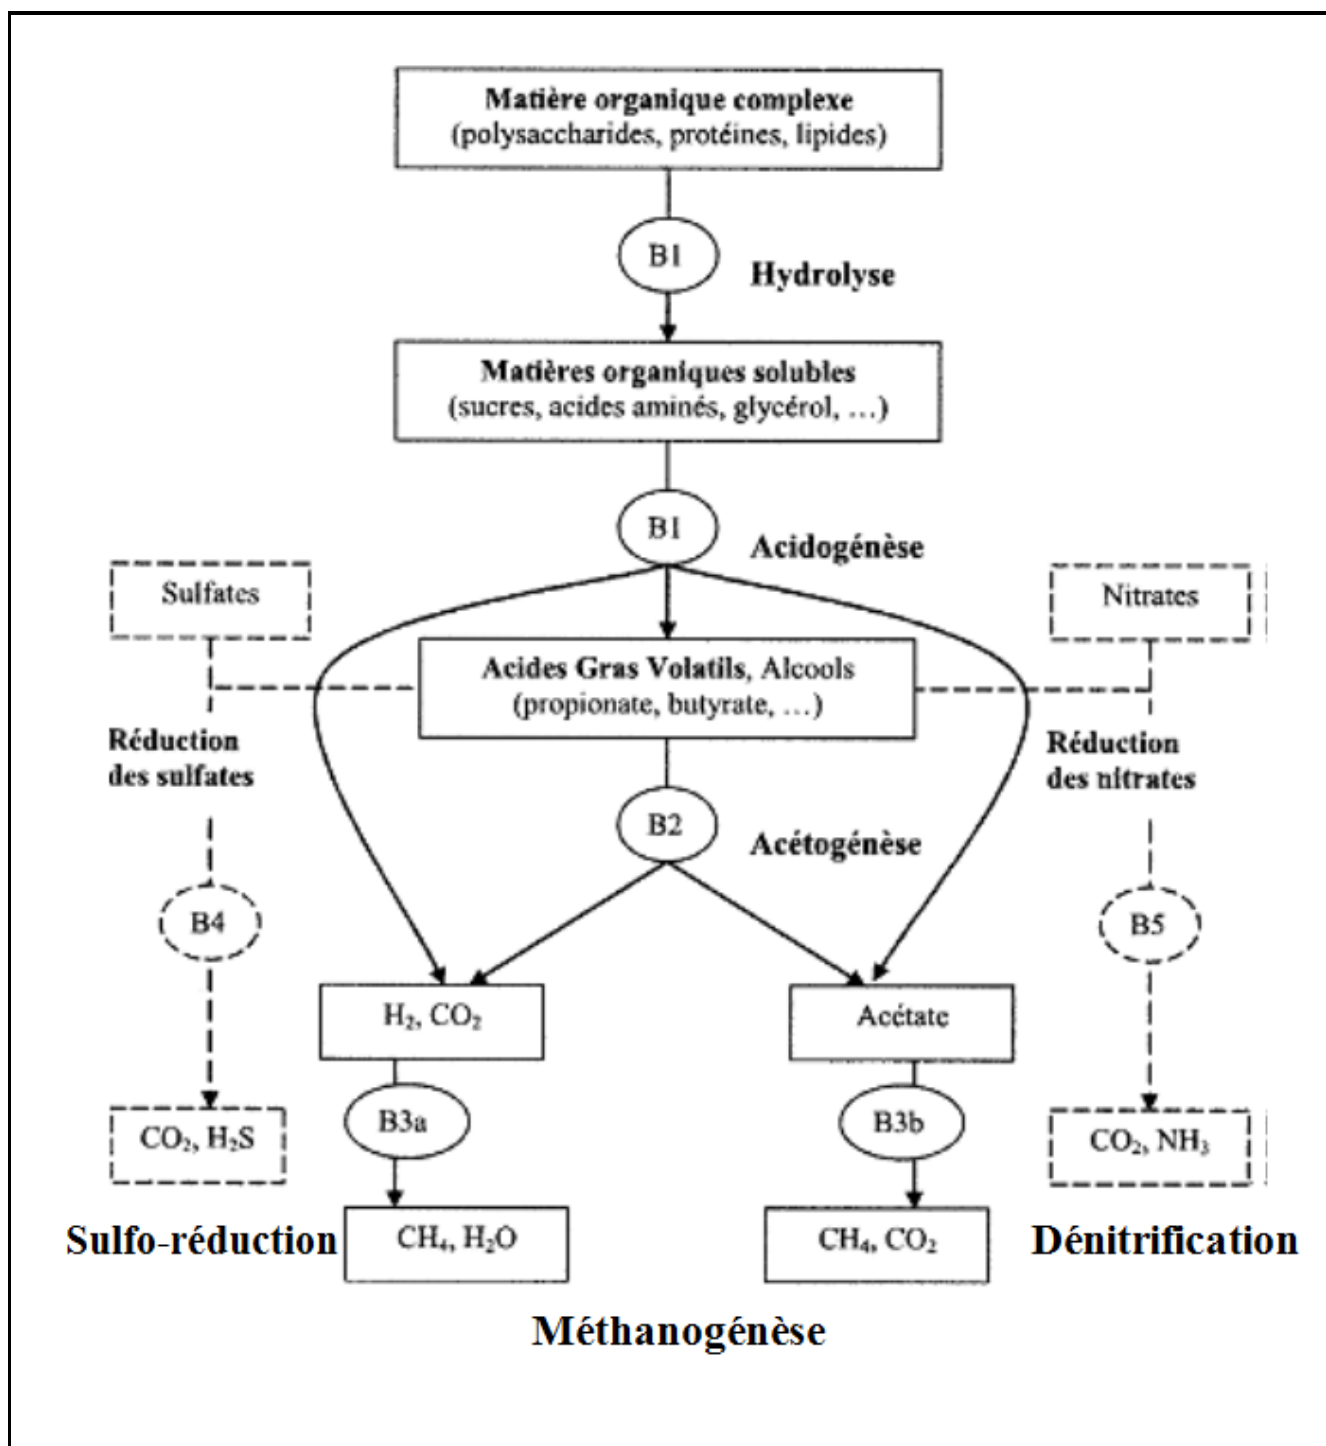 Matière organique complexe
(polysaccharides, protéines, lipides)
B1
Hydrolyse
Matières organiques solubles
(sucres, acides aminés, glycérol, …)
B1
Acidogénèse
Sulfates
Nitrates
Acides Gras Volatils, Alcools
(propionate, butyrate, …)
Réduction
des sulfates
Réduction
des nitrates
B2
Acétogénèse
B4
B5
H₂, CO₂
Acétate
B3a
B3b
CO₂, H₂S
CO₂, NH₃
Sulfo-réduction
CH₄, H₂O
CH₄, CO₂
Dénitrification
Méthanogénèse